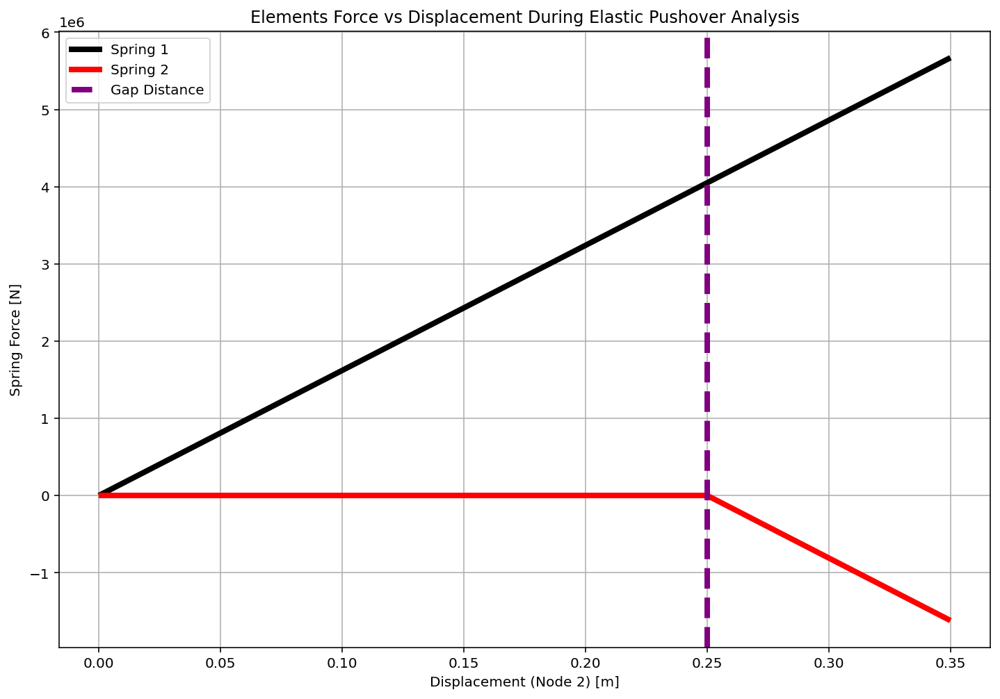 Elements Force vs Displacement During Elastic Pushover Analysis
1e6
Spring 1
Spring 2
Gap Distance
6
5
4
3
2
1
0
−1
Spring Force [N]
0.00 0.05 0.10 0.15 0.20 0.25 0.30 0.35
Displacement (Node 2) [m]